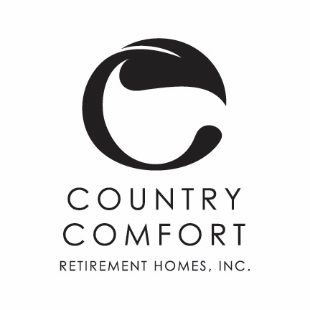 COUNTRY
COMFORT
RETIREMENT HOMES, INC.